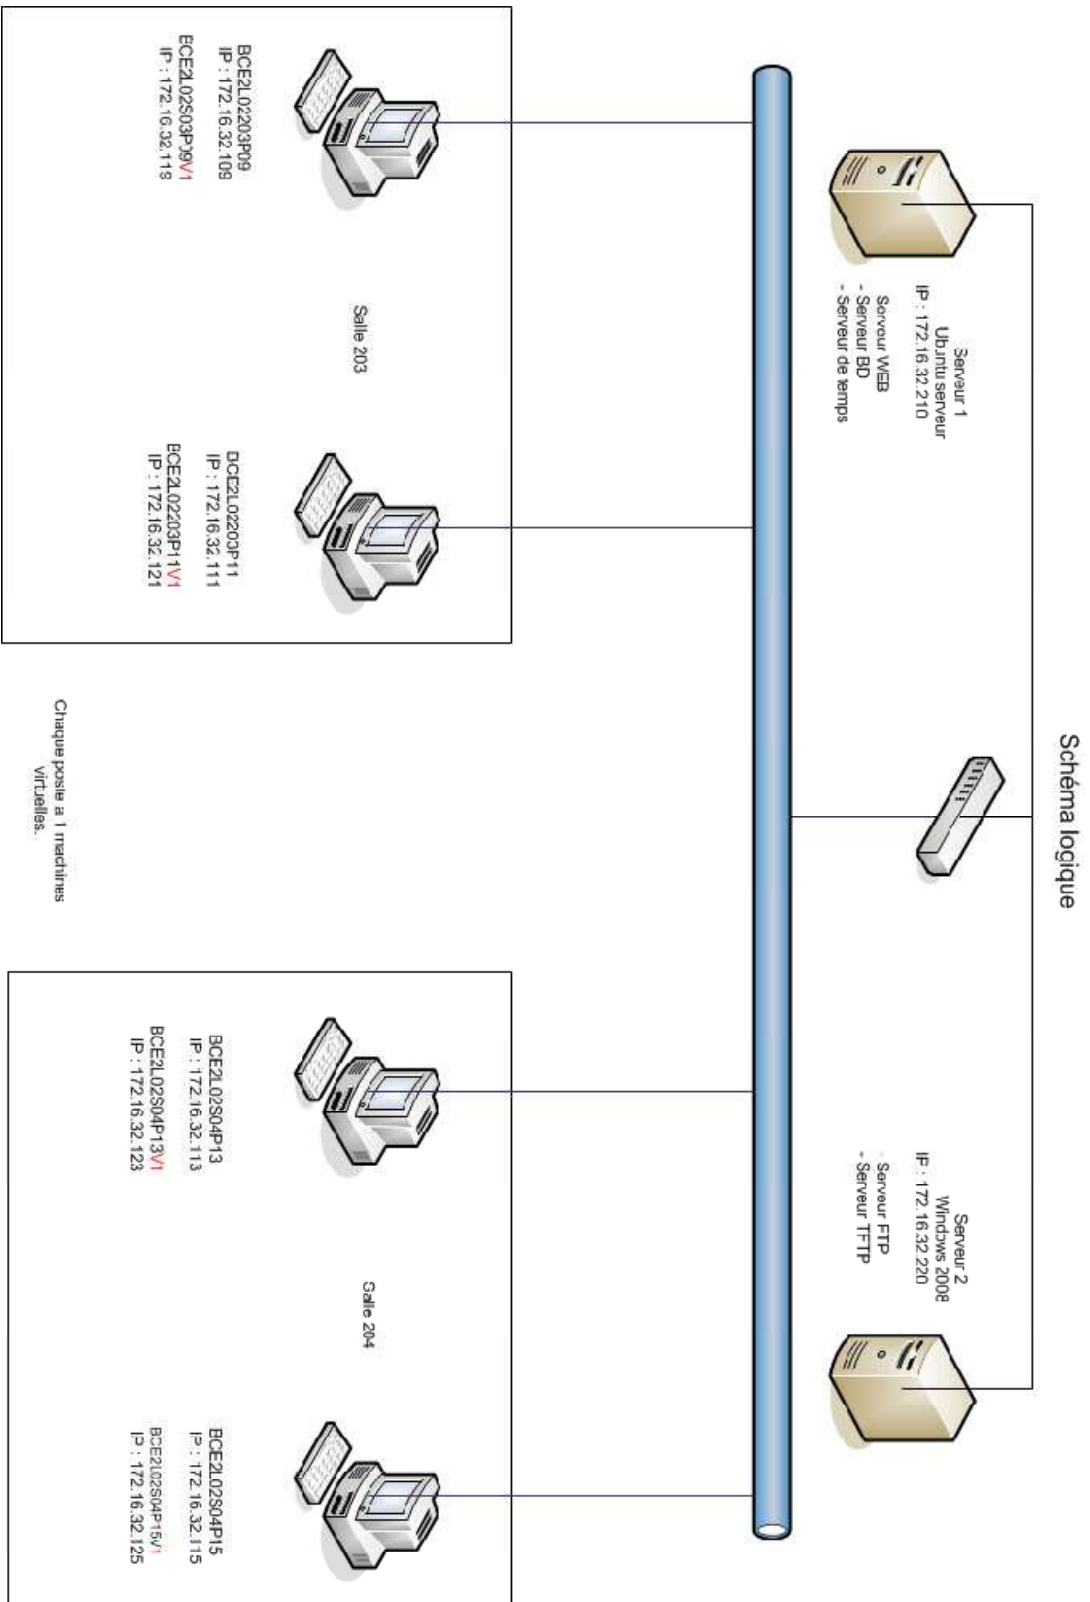 Schéma logique
Serveur 1
Ubuntu serveur
IP : 172.16.32.210
Serveur WEB
- Serveur BD
- Serveur de temps
Serveur 2
Windows 2008
IP : 172.16.32.220
- Serveur FTP
- Serveur TFTP
Salle 203
BCE2L02203P09
IP : 172.16.32.109
BCE2L02S03P09V1
IP : 172.16.32.119
BCE2L02203P11
IP : 172.16.32.111
BCE2L02203P11V1
IP : 172.16.32.121
Chaque poste a 1 machines
virtuelles.
Salle 204
BCE2L02S04P13
IP : 172.16.32.113
BCE2L02S04P13V1
IP : 172.16.32.123
BCE2L02S04P15
IP : 172.16.32.115
BCE2L02S04P15V1
IP : 172.16.32.125